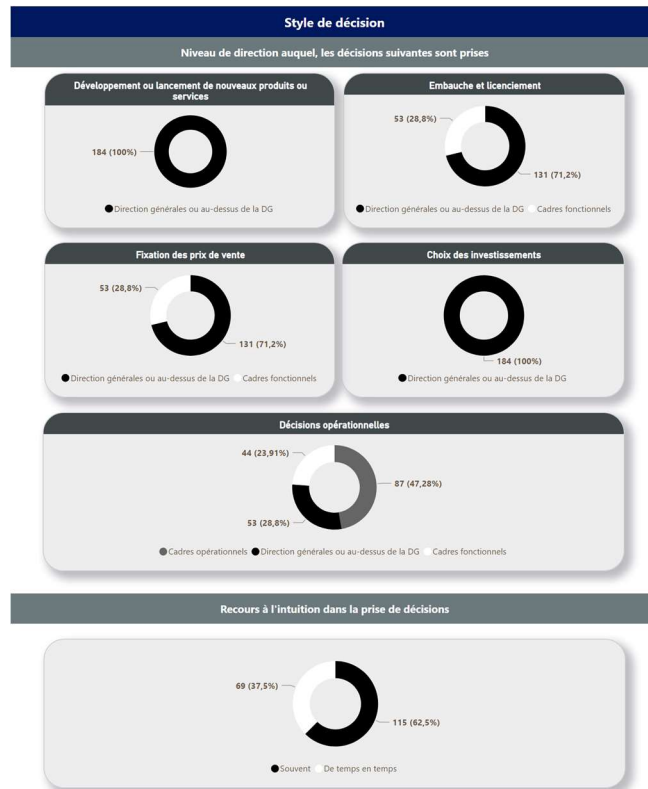 Style de décision
Niveau de direction auquel, les décisions suivantes sont prises
Développement ou lancement de nouveaux produits ou
services
184 (100%)
Direction générales ou au-dessus de la DG
Embauche et licenciement
53 (28,8%)
131 (71,2%)
Direction générales ou au-dessus de la DG Cadres fonctionnels
Fixation des prix de vente
53 (28,8%)
131 (71,2%)
Direction générales ou au-dessus de la DG Cadres fonctionnels
Choix des investissements
184 (100%)
Direction générales ou au-dessus de la DG
Décisions opérationnelles
44 (23,91%)
87 (47,28%)
53 (28,8%)
Cadres opérationnels Direction générales ou au-dessus de la DG Cadres fonctionnels
Recours à l'intuition dans la prise de décisions
69 (37,5%)
115 (62,5%)
Souvent De temps en temps